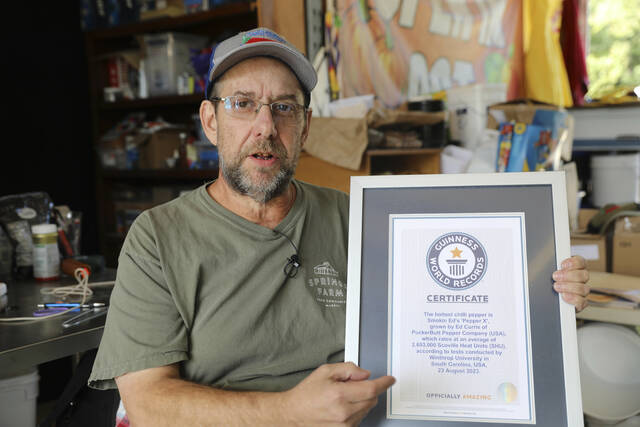 SPRINGS
FARM
GUINNESS
WORLD RECORDS
CERTIFICATE
The hottest chilli pepper is
Smokin Ed's 'Pepper X',
grown by Ed Currie of
PuckerButt Pepper Company (USA),
which rates at an average of
2,693,000 Scoville Heat Units (SHU),
according to tests conducted by
Winthrop University in
South Carolina, USA,
23 August 2023
OFFICIALLY AMAZING